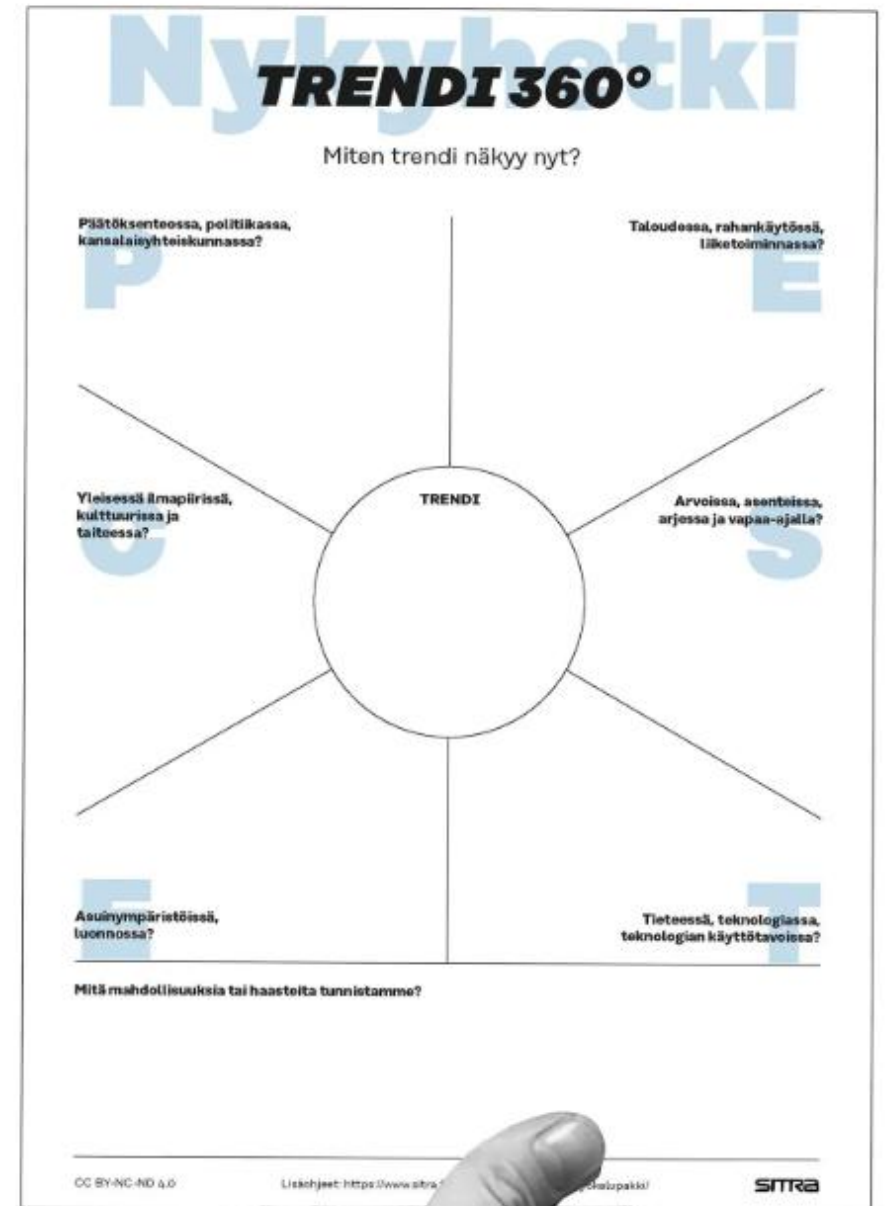 Nykyhetki
TRENDI 360°
Miten trendi näkyy nyt?
Päätöksenteossa, politiikassa,
kansalaisyhteiskunnassa?
P
Taloudessa, rahankäytössä,
liiketoiminnassa?
E
Yleisessä ilmapiirissä,
kulttuurissa ja
taiteessa?
C
TRENDI
Arvoissa, asenteissa,
arjessa ja vapaa-ajalla?
S
Asuinympäristöissä,
luonnossa?
E
Tieteessä, teknologiassa,
teknologian käyttötavoissa?
T
Mitä mahdollisuuksia tai haasteita tunnistamme?
CC BY-NC-ND 4.0
Lisäohjeet: https://www.sitra.
SITRA